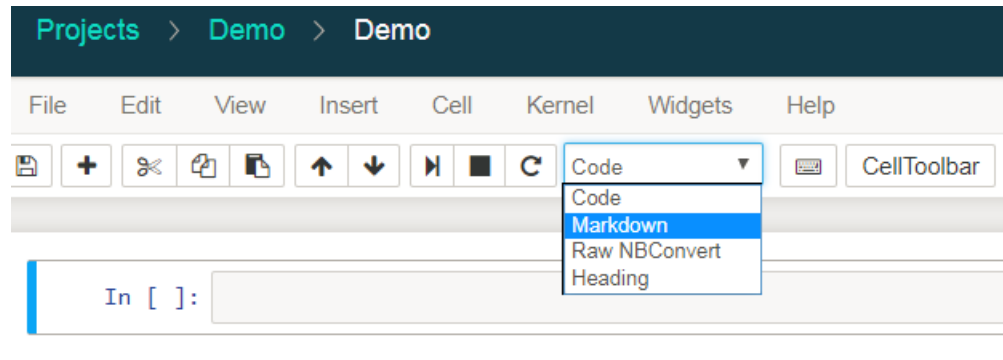 Projects > Demo > Demo
File Edit View Insert Cell Kernel Widgets Help
Code CellToolbar
Code
Markdown
Raw NBConvert
Heading
In [ ]: